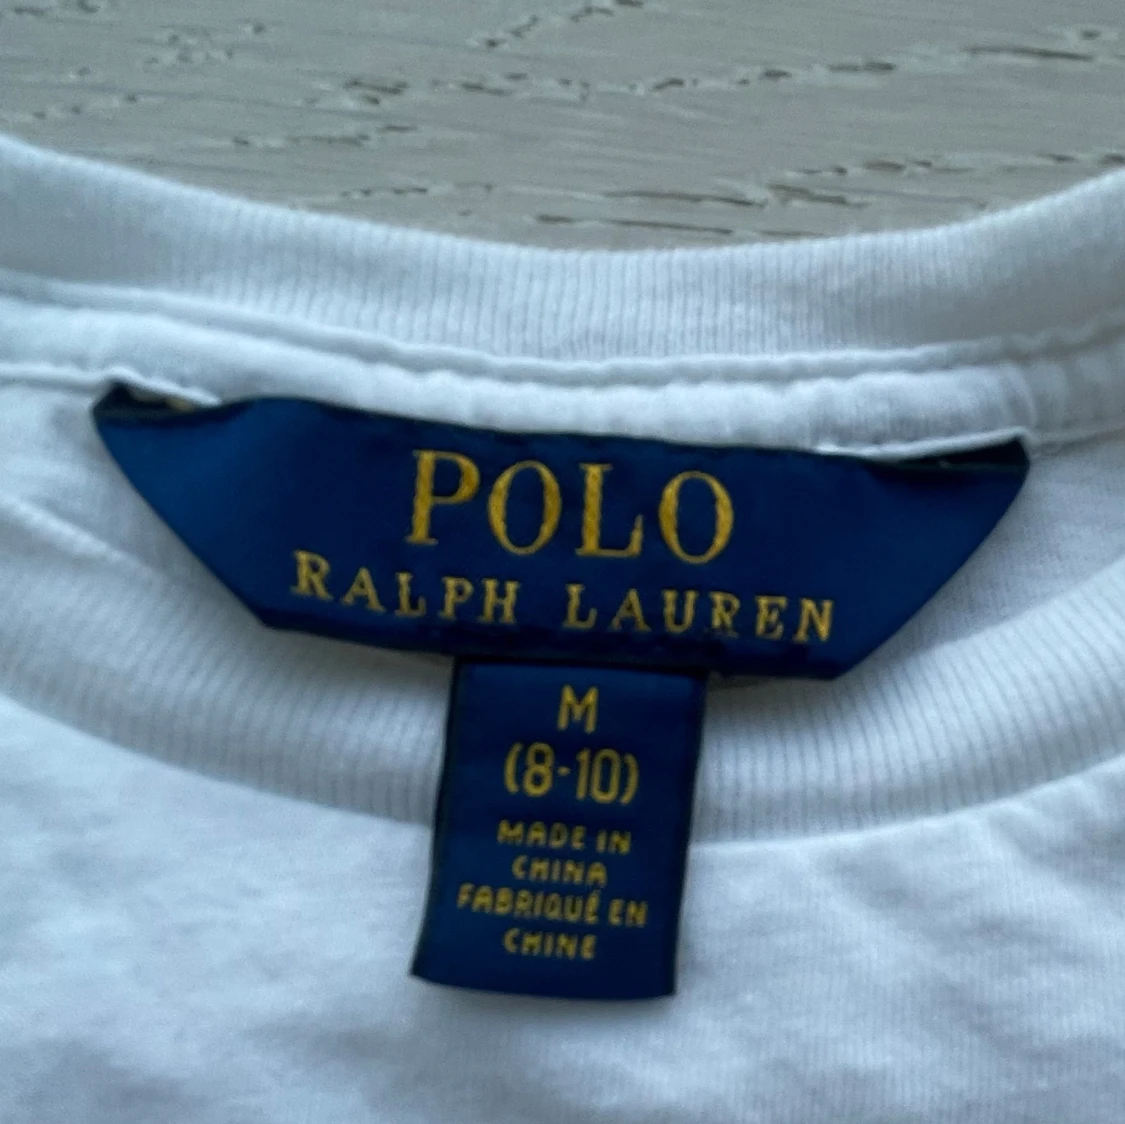 POLO
RALPH LAUREN
M
(8-10)
MADE IN
CHINA
FABRIQUÉ EN
CHINE